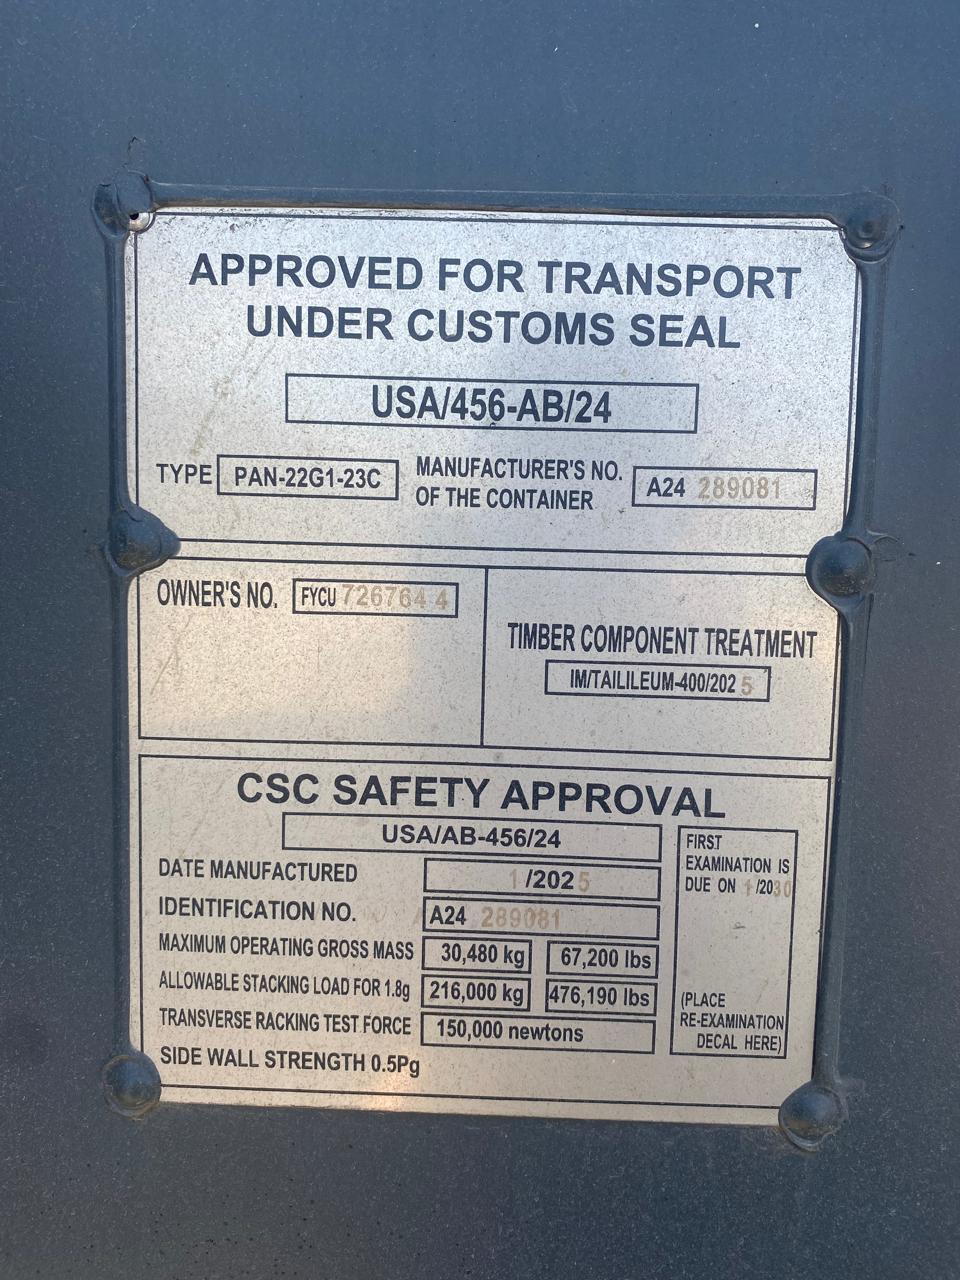 APPROVED FOR TRANSPORT
UNDER CUSTOMS SEAL
USA/456-AB/24
TYPE PAN-22G1-23C MANUFACTURER'S NO. OF THE CONTAINER A24 289081
OWNER'S NO. FYCU 726764 4
TIMBER COMPONENT TREATMENT
IM/TAILILEUM-400/2025
CSC SAFETY APPROVAL
USA/AB-456/24
DATE MANUFACTURED 1/2025
IDENTIFICATION NO. A24 289081
MAXIMUM OPERATING GROSS MASS 30,480 kg 67,200 lbs
ALLOWABLE STACKING LOAD FOR 1.8g 216,000 kg 476,190 lbs
TRANSVERSE RACKING TEST FORCE 150,000 newtons
SIDE WALL STRENGTH 0.5Pg
FIRST
EXAMINATION IS
DUE ON 1/2030
(PLACE
RE-EXAMINATION
DECAL HERE)